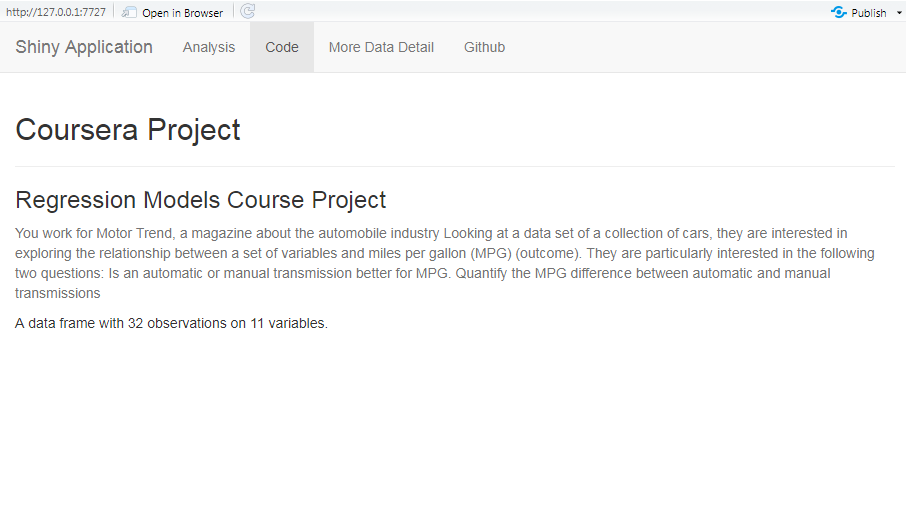 http://127.0.0.1:7727 Open in Browser Publish
Shiny Application Analysis Code More Data Detail Github
Coursera Project
Regression Models Course Project
You work for Motor Trend, a magazine about the automobile industry Looking at a data set of a collection of cars, they are interested in
exploring the relationship between a set of variables and miles per gallon (MPG) (outcome). They are particularly interested in the following
two questions: Is an automatic or manual transmission better for MPG. Quantify the MPG difference between automatic and manual
transmissions
A data frame with 32 observations on 11 variables.